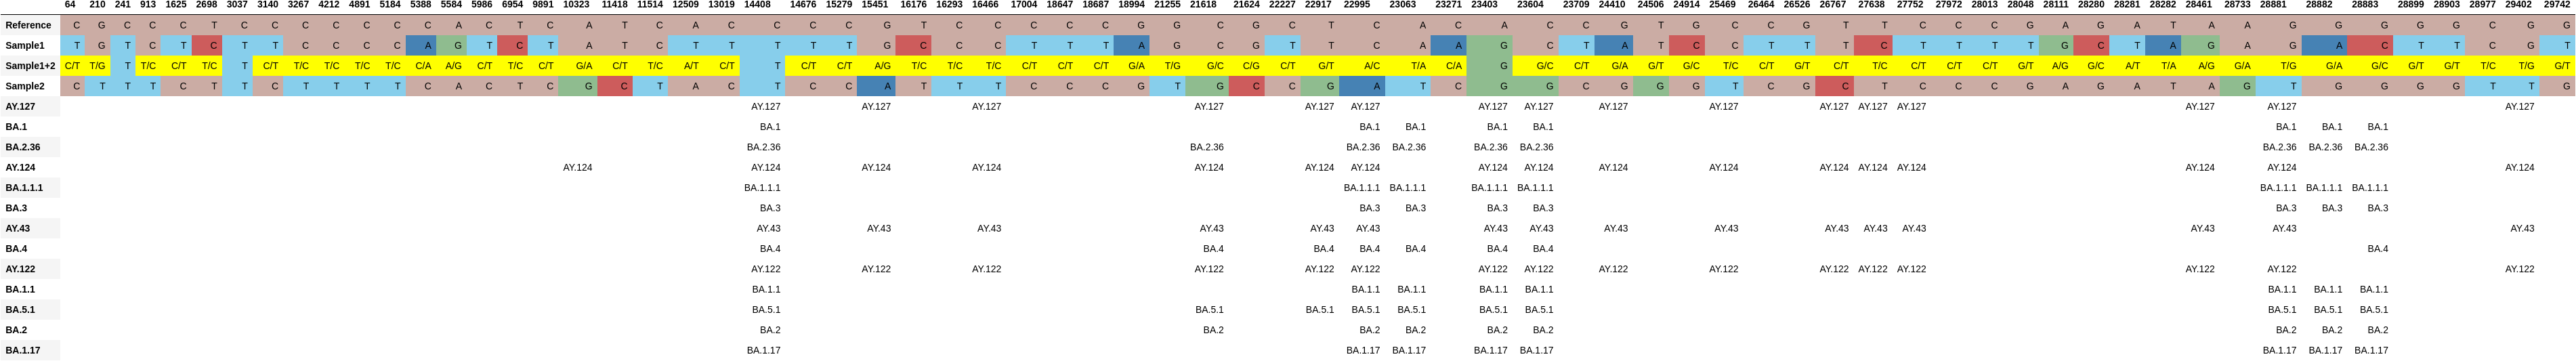 64 210 241 913 1625 2698 3037 3140 3267 4212 4891 5184 5388 5584 5986 6954 9891 10323 11418 11514 12509 13019 14408 14676 15279 15451 16176 16293 16466 17004 18647 18687 18994 21255 21618 21624 22227 22917 22995 23063 23271 23403 23604 23709 24410 24506 24914 25469 26464 26526 26767 27638 27752 27972 28013 28048 28111 28280 28281 28282 28461 28733 28881 28882 28883 28899 28903 28977 29402 29742
Reference C G C C C T C C C C C C C A C T C A T C A C C C C G T C C C C C G G C G C T C A C A C C G T G C C G T T C C C G A G A T A A G G G G G C G G
Sample1 T G T C T C T T C C C C A G T C T A T C T T T T T G C C C T T T A G C G T T C A A G C T A T C C T T T C T T T T G C T A G A G A C T T C G T
Sample1+2 C/T T/G T T/C C/T T/C T C/T T/C T/C T/C T/C C/A A/G C/T T/C C/T G/A C/T T/C A/T C/T T C/T C/T A/G T/C T/C T/C C/T C/T C/T G/A T/G G/C C/G C/T G/T A/C T/A C/A G G/C C/T G/A G/T G/C T/C C/T G/T C/T T/C C/T C/T C/T G/T A/G G/C A/T T/A A/G G/A T/G G/A G/C G/T G/T T/C T/G G/T
Sample2 C T T T C T T C T T T T C A C T C G C T A C T C C A T T T C C C G T G C C G A T C G G C G G G T C G C T C C C G A G A T A G T G G G G T T G
AY.127 AY.127 AY.127 AY.127 AY.127 AY.127 AY.127 AY.127 AY.127 AY.127 AY.127 AY.127 AY.127 AY.127 AY.127 AY.127 AY.127
BA.1 BA.1 BA.1 BA.1 BA.1 BA.1 BA.1 BA.1 BA.1
BA.2.36 BA.2.36 BA.2.36 BA.2.36 BA.2.36 BA.2.36 BA.2.36 BA.2.36 BA.2.36 BA.2.36
AY.124 AY.124 AY.124 AY.124 AY.124 AY.124 AY.124 AY.124 AY.124 AY.124 AY.124 AY.124 AY.124 AY.124 AY.124 AY.124 AY.124 AY.124
BA.1.1.1 BA.1.1.1 BA.1.1.1 BA.1.1.1 BA.1.1.1 BA.1.1.1 BA.1.1.1 BA.1.1.1 BA.1.1.1
BA.3 BA.3 BA.3 BA.3 BA.3 BA.3 BA.3 BA.3 BA.3
AY.43 AY.43 AY.43 AY.43 AY.43 AY.43 AY.43 AY.43 AY.43 AY.43 AY.43 AY.43 AY.43 AY.43 AY.43 AY.43 AY.43
BA.4 BA.4 BA.4 BA.4 BA.4 BA.4 BA.4 BA.4 BA.4
AY.122 AY.122 AY.122 AY.122 AY.122 AY.122 AY.122 AY.122 AY.122 AY.122 AY.122 AY.122 AY.122 AY.122 AY.122 AY.122 AY.122
BA.1.1 BA.1.1 BA.1.1 BA.1.1 BA.1.1 BA.1.1 BA.1.1 BA.1.1 BA.1.1
BA.5.1 BA.5.1 BA.5.1 BA.5.1 BA.5.1 BA.5.1 BA.5.1 BA.5.1 BA.5.1 BA.5.1 BA.5.1
BA.2 BA.2 BA.2 BA.2 BA.2 BA.2 BA.2 BA.2 BA.2 BA.2
BA.1.17 BA.1.17 BA.1.17 BA.1.17 BA.1.17 BA.1.17 BA.1.17 BA.1.17 BA.1.17